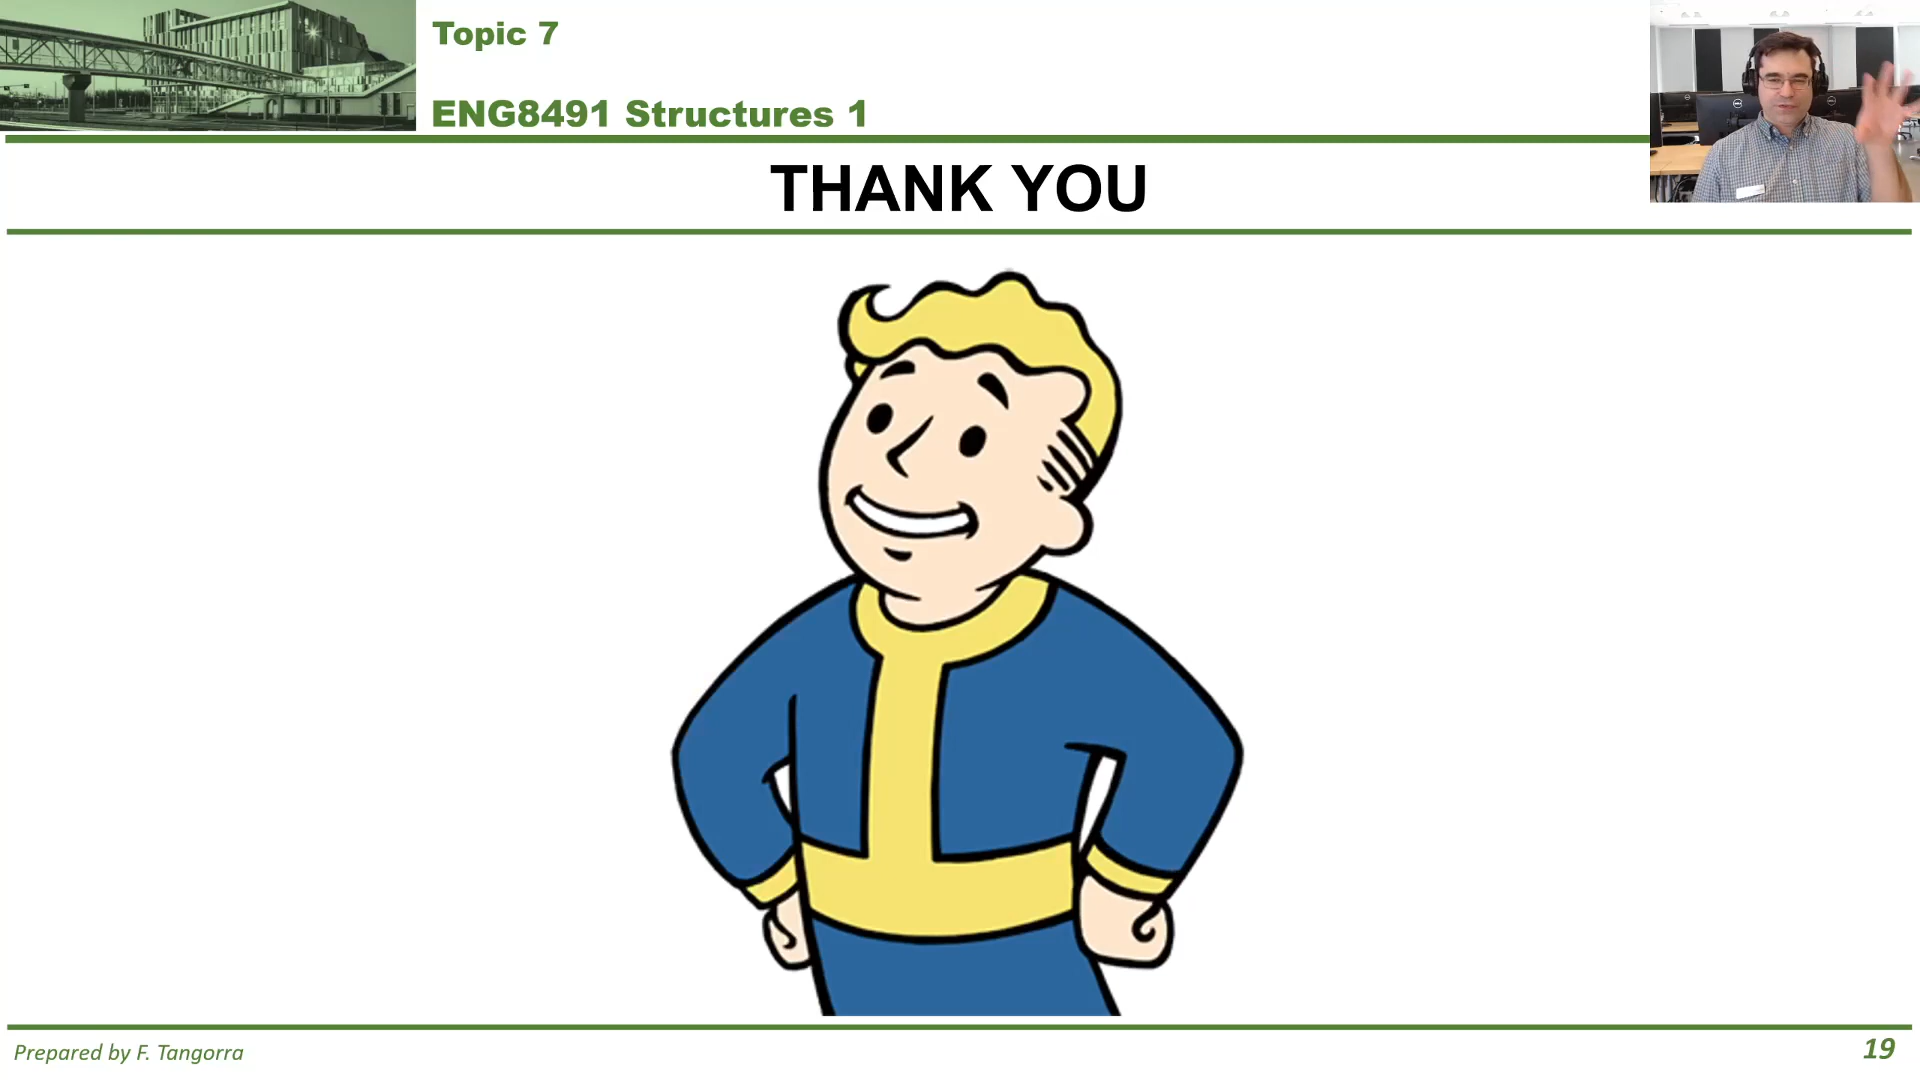 Topic 7
ENG8491 Structures 1
THANK YOU
Prepared by F. Tangorra
19